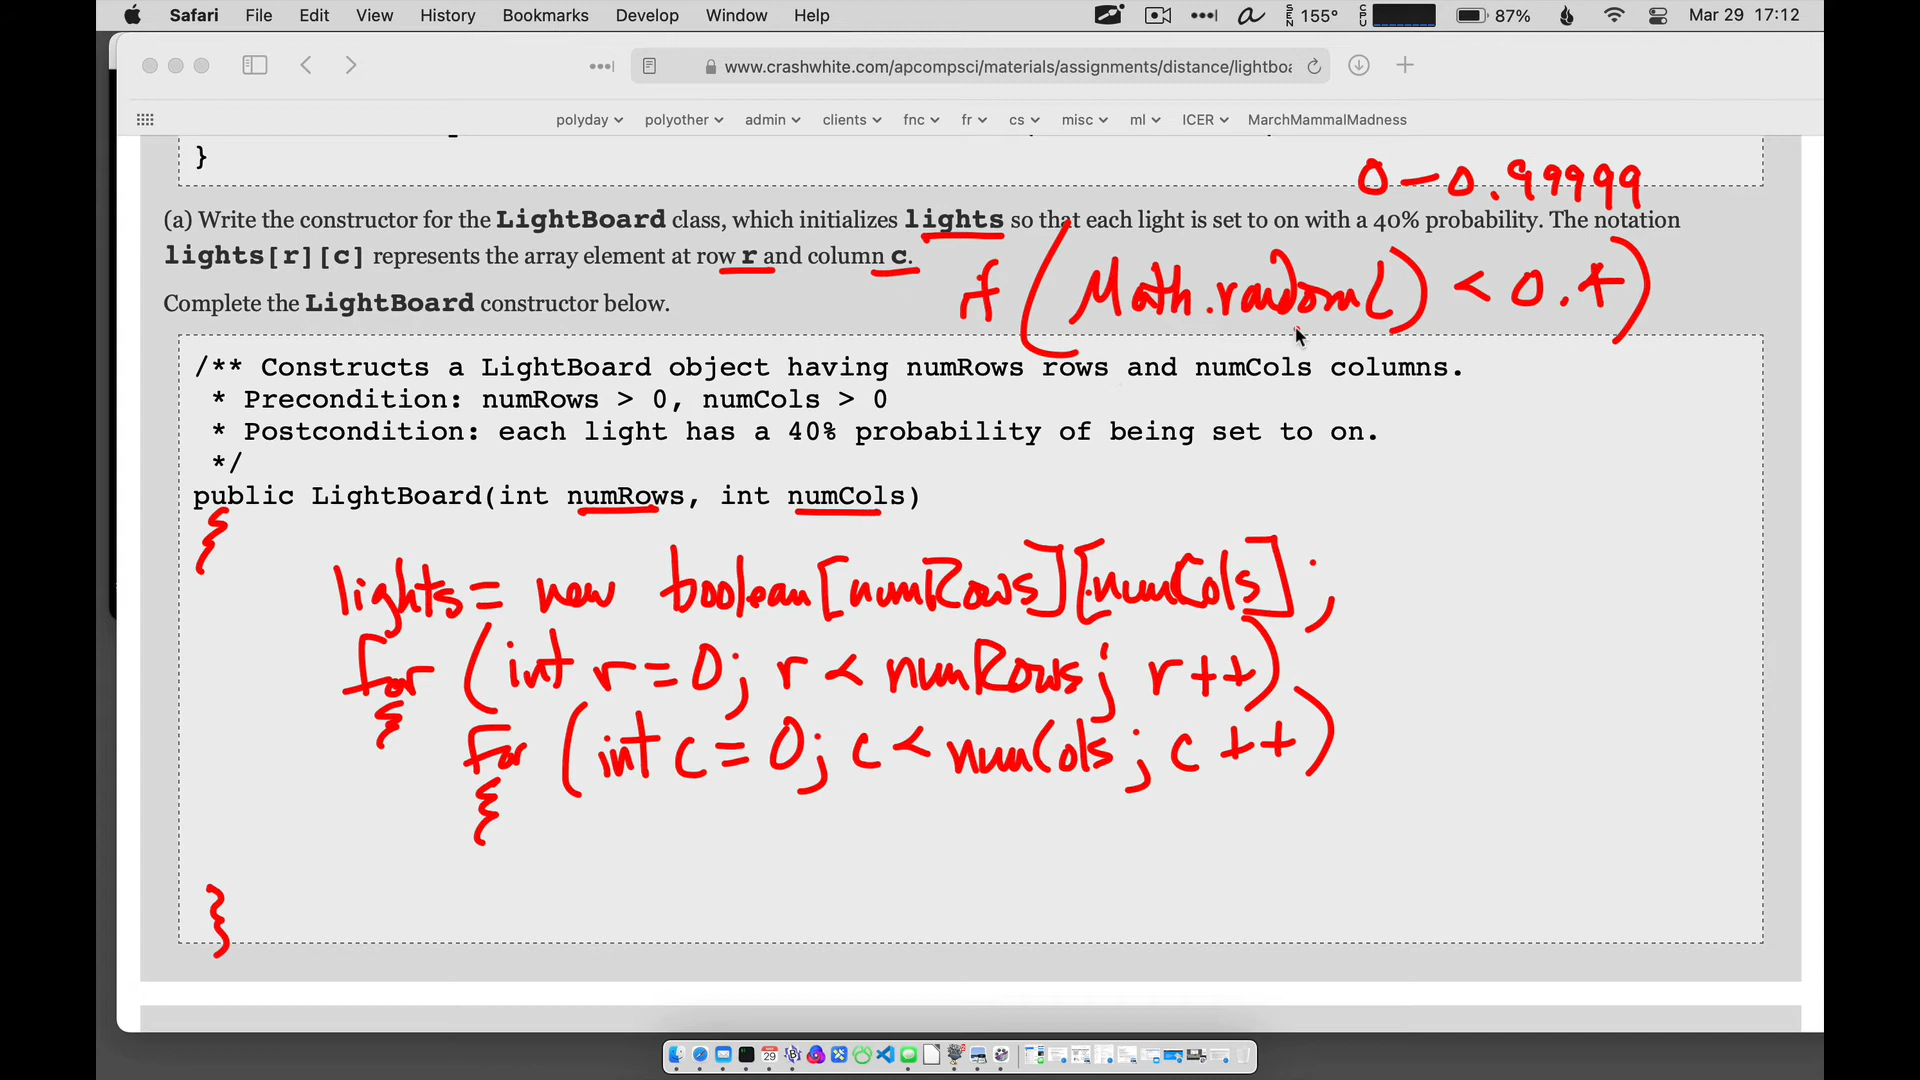 Safari File Edit View History Bookmarks Develop Window Help SEN 155° CPU 87% Mar 29 17:12
www.crashwhite.com/apcompsci/materials/assignments/distance/lightboa
polyday polyother admin clients fnc fr cs misc ml ICER MarchMammalMadness
}
0-0.99999
(a) Write the constructor for the LightBoard class, which initializes lights so that each light is set to on with a 40% probability. The notation
lights[r][c] represents the array element at row r and column c.
if (Math.random() < 0.4)
Complete the LightBoard constructor below.
/** Constructs a LightBoard object having numRows rows and numCols columns.
* Precondition: numRows > 0, numCols > 0
* Postcondition: each light has a 40% probability of being set to on.
*/
public LightBoard(int numRows, int numCols)
{
lights = new boolean[numRows][numCols];
for (int r=0; r < numRows; r++)
{
for (int c = 0; c < numCols; c++)
{
}
29